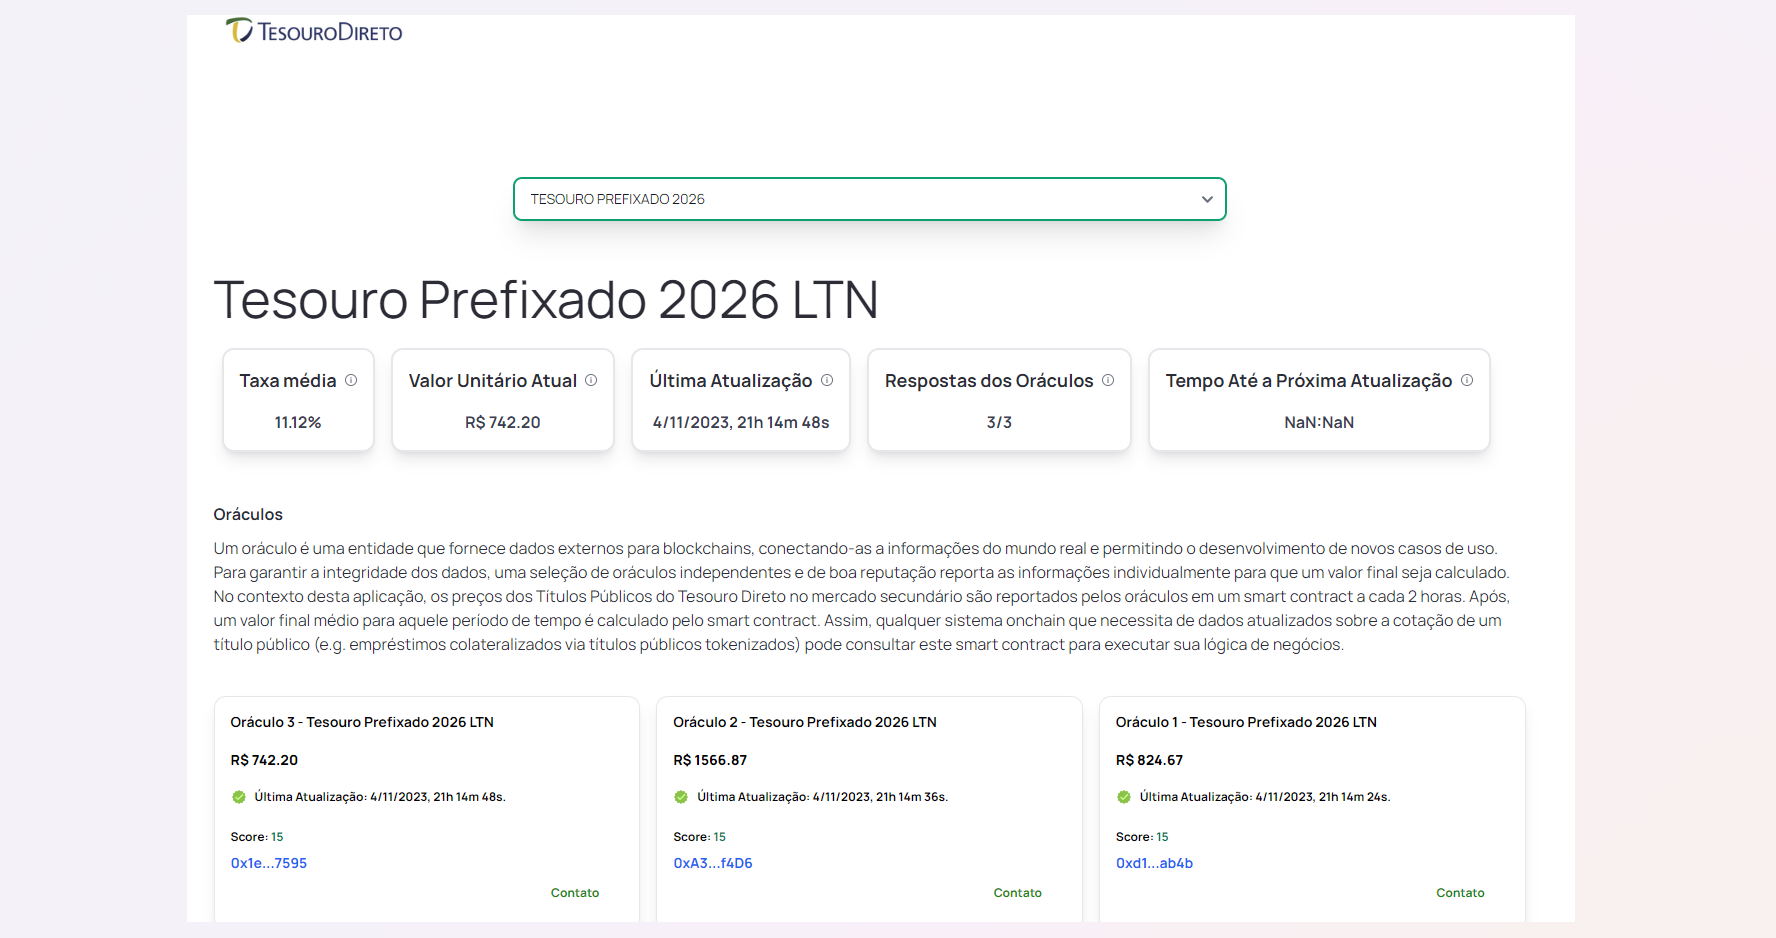 TESOURODIRETO
TESOURO PREFIXADO 2026
Tesouro Prefixado 2026 LTN
Taxa média
11.12%
Valor Unitário Atual
R$ 742.20
Última Atualização
4/11/2023, 21h 14m 48s
Respostas dos Oráculos
3/3
Tempo Até a Próxima Atualização
NaN:NaN
Oráculos
Um oráculo é uma entidade que fornece dados externos para blockchains, conectando-as a informações do mundo real e permitindo o desenvolvimento de novos casos de uso.
Para garantir a integridade dos dados, uma seleção de oráculos independentes e de boa reputação reporta as informações individualmente para que um valor final seja calculado.
No contexto desta aplicação, os preços dos Títulos Públicos do Tesouro Direto no mercado secundário são reportados pelos oráculos em um smart contract a cada 2 horas. Após,
um valor final médio para aquele período de tempo é calculado pelo smart contract. Assim, qualquer sistema onchain que necessita de dados atualizados sobre a cotação de um
título público (e.g. empréstimos colateralizados via títulos públicos tokenizados) pode consultar este smart contract para executar sua lógica de negócios.
Oráculo 3 - Tesouro Prefixado 2026 LTN
R$ 742.20
Última Atualização: 4/11/2023, 21h 14m 48s.
Score: 15
0x1e...7595
Contato
Oráculo 2 - Tesouro Prefixado 2026 LTN
R$ 1566.87
Última Atualização: 4/11/2023, 21h 14m 36s.
Score: 15
0xA3...f4D6
Contato
Oráculo 1 - Tesouro Prefixado 2026 LTN
R$ 824.67
Última Atualização: 4/11/2023, 21h 14m 24s.
Score: 15
0xd1...ab4b
Contato